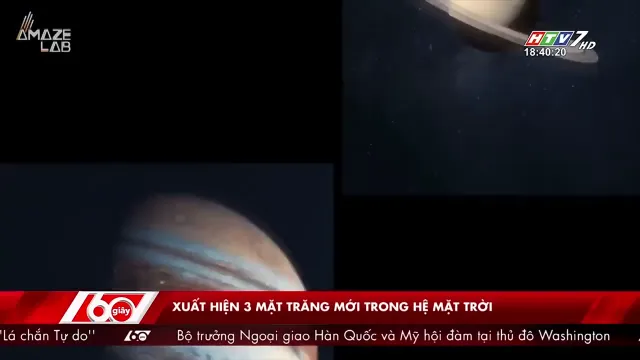 AMAZE
LAB
HTV7 HD
18:40:20
60 giây
XUẤT HIỆN 3 MẶT TRĂNG MỚI TRONG HỆ MẶT TRỜI
"Lá chắn Tự do" 60 Bộ trưởng Ngoại giao Hàn Quốc và Mỹ hội đàm tại thủ đô Washington